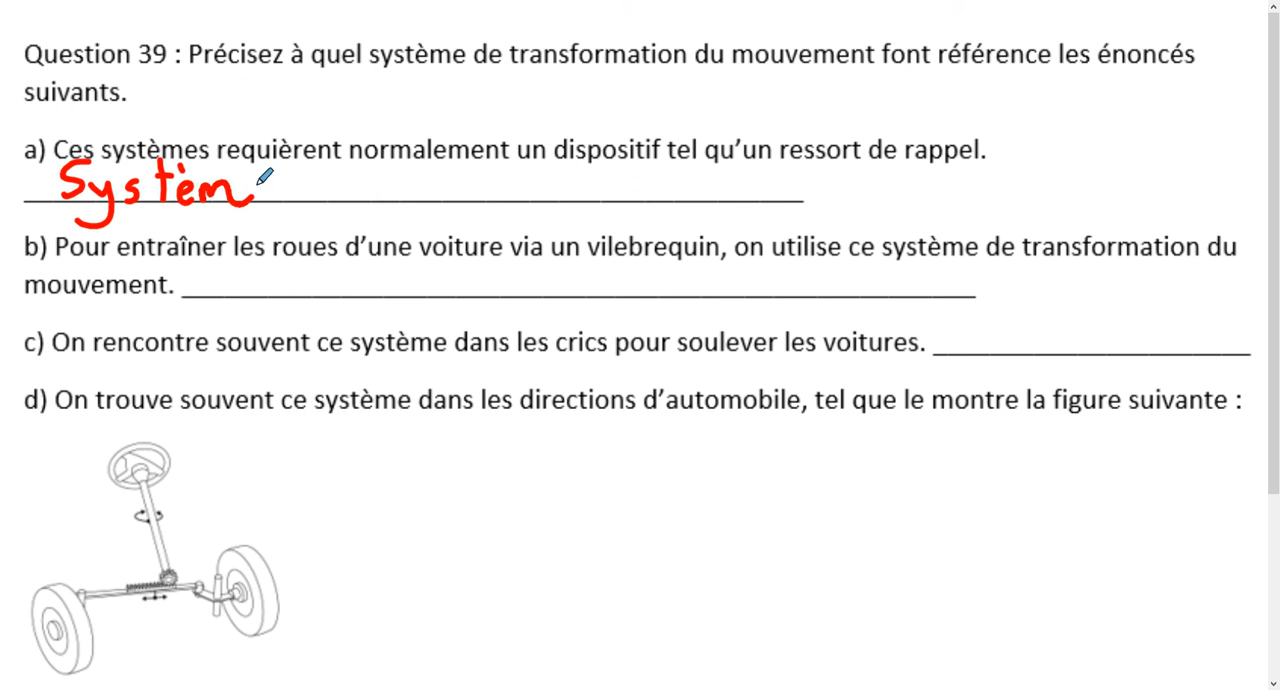 Question 39 : Précisez à quel système de transformation du mouvement font référence les énoncés
suivants.
a) Ces systèmes requièrent normalement un dispositif tel qu’un ressort de rappel.
Systèm
b) Pour entraîner les roues d’une voiture via un vilebrequin, on utilise ce système de transformation du
mouvement.
c) On rencontre souvent ce système dans les crics pour soulever les voitures.
d) On trouve souvent ce système dans les directions d’automobile, tel que le montre la figure suivante :